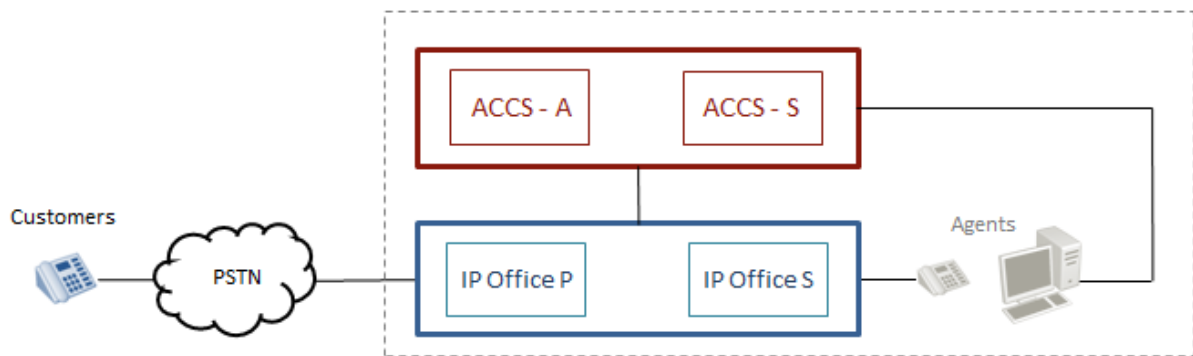 ACCS - A
ACCS - S
Customers
PSTN
IP Office P
IP Office S
Agents